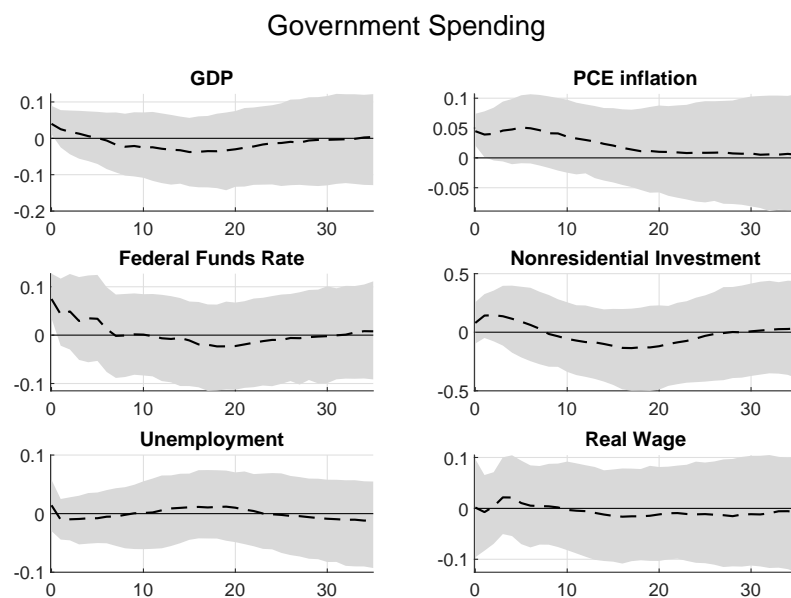 Government Spending
GDP
0.1
0
-0.1
-0.2
0 10 20 30
PCE inflation
0.1
0.05
0
-0.05
0 10 20 30
Federal Funds Rate
0.1
0
-0.1
0 10 20 30
Nonresidential Investment
0.5
0
-0.5
0 10 20 30
Unemployment
0.1
0
-0.1
0 10 20 30
Real Wage
0.1
0
-0.1
0 10 20 30